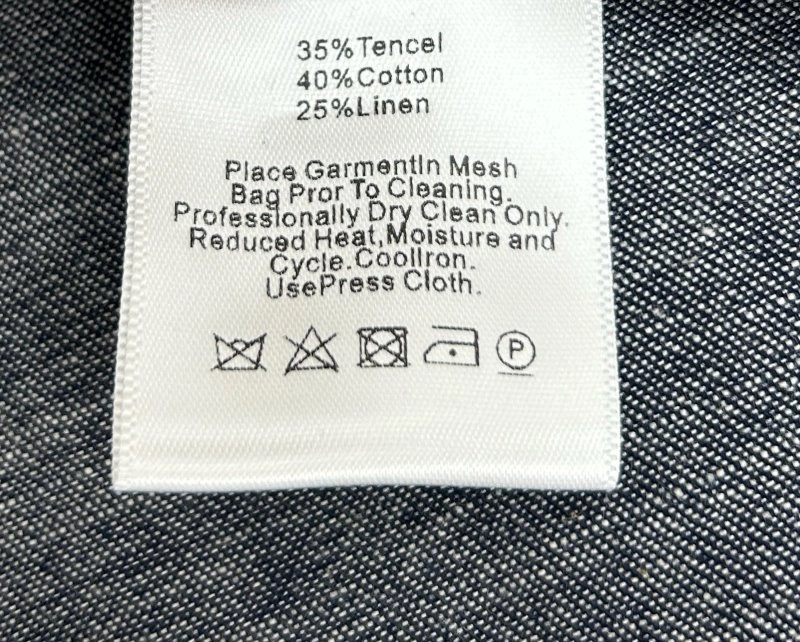 35%Tencel
40%Cotton
25%Linen
Place GarmentIn Mesh
Bag Pror To Cleaning.
Professionally Dry Clean Only.
Reduced Heat,Moisture and
Cycle.CoolIron.
UsePress Cloth.
P